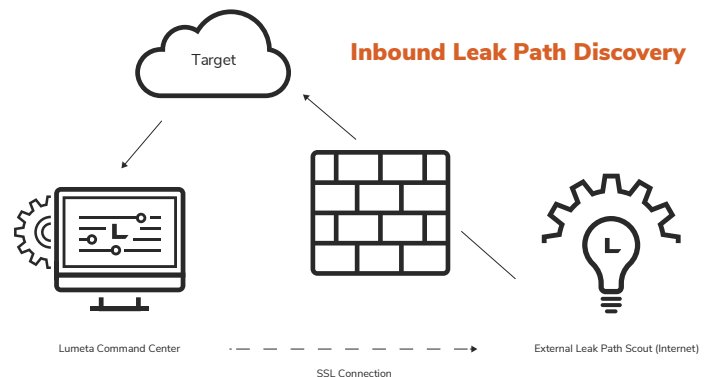 Inbound Leak Path Discovery
Target
L
L
Lumeta Command Center
External Leak Path Scout (Internet)
SSL Connection